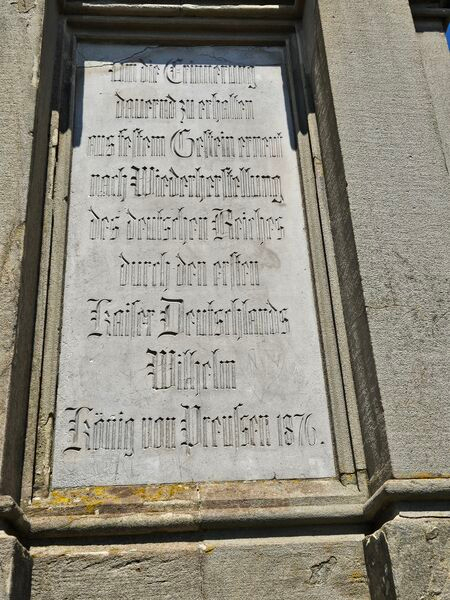 Um die Erinnerung
dauernd zu erhalten
aus festem Gestein erneut
nach Wiederherstellung
des deutschen Reiches
durch den ersten
Kaiser Deutschlands
Wilhelm
König von Preussen 1876.